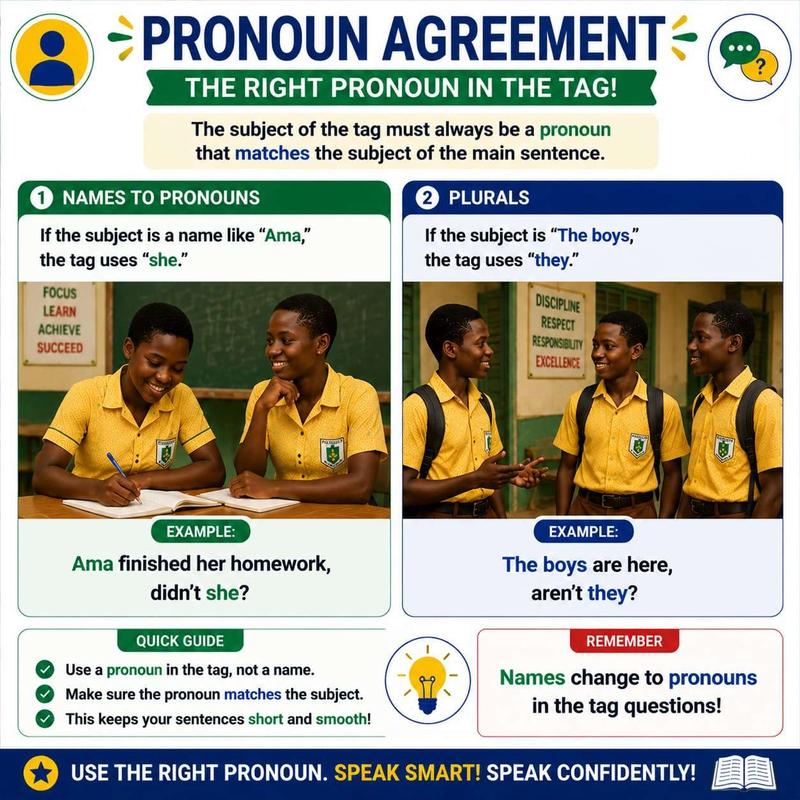 PRONOUN AGREEMENT
THE RIGHT PRONOUN IN THE TAG!
The subject of the tag must always be a pronoun
that matches the subject of the main sentence.
1 NAMES TO PRONOUNS
If the subject is a name like “Ama,”
the tag uses “she.”
FOCUS
LEARN
ACHIEVE
SUCCEED
EXAMPLE:
Ama finished her homework,
didn’t she?
2 PLURALS
If the subject is “The boys,”
the tag uses “they.”
DISCIPLINE
RESPECT
RESPONSIBILITY
EXCELLENCE
EXAMPLE:
The boys are here,
aren’t they?
QUICK GUIDE
Use a pronoun in the tag, not a name.
Make sure the pronoun matches the subject.
This keeps your sentences short and smooth!
?
REMEMBER
Names change to pronouns
in the tag questions!
USE THE RIGHT PRONOUN. SPEAK SMART! SPEAK CONFIDENTLY!